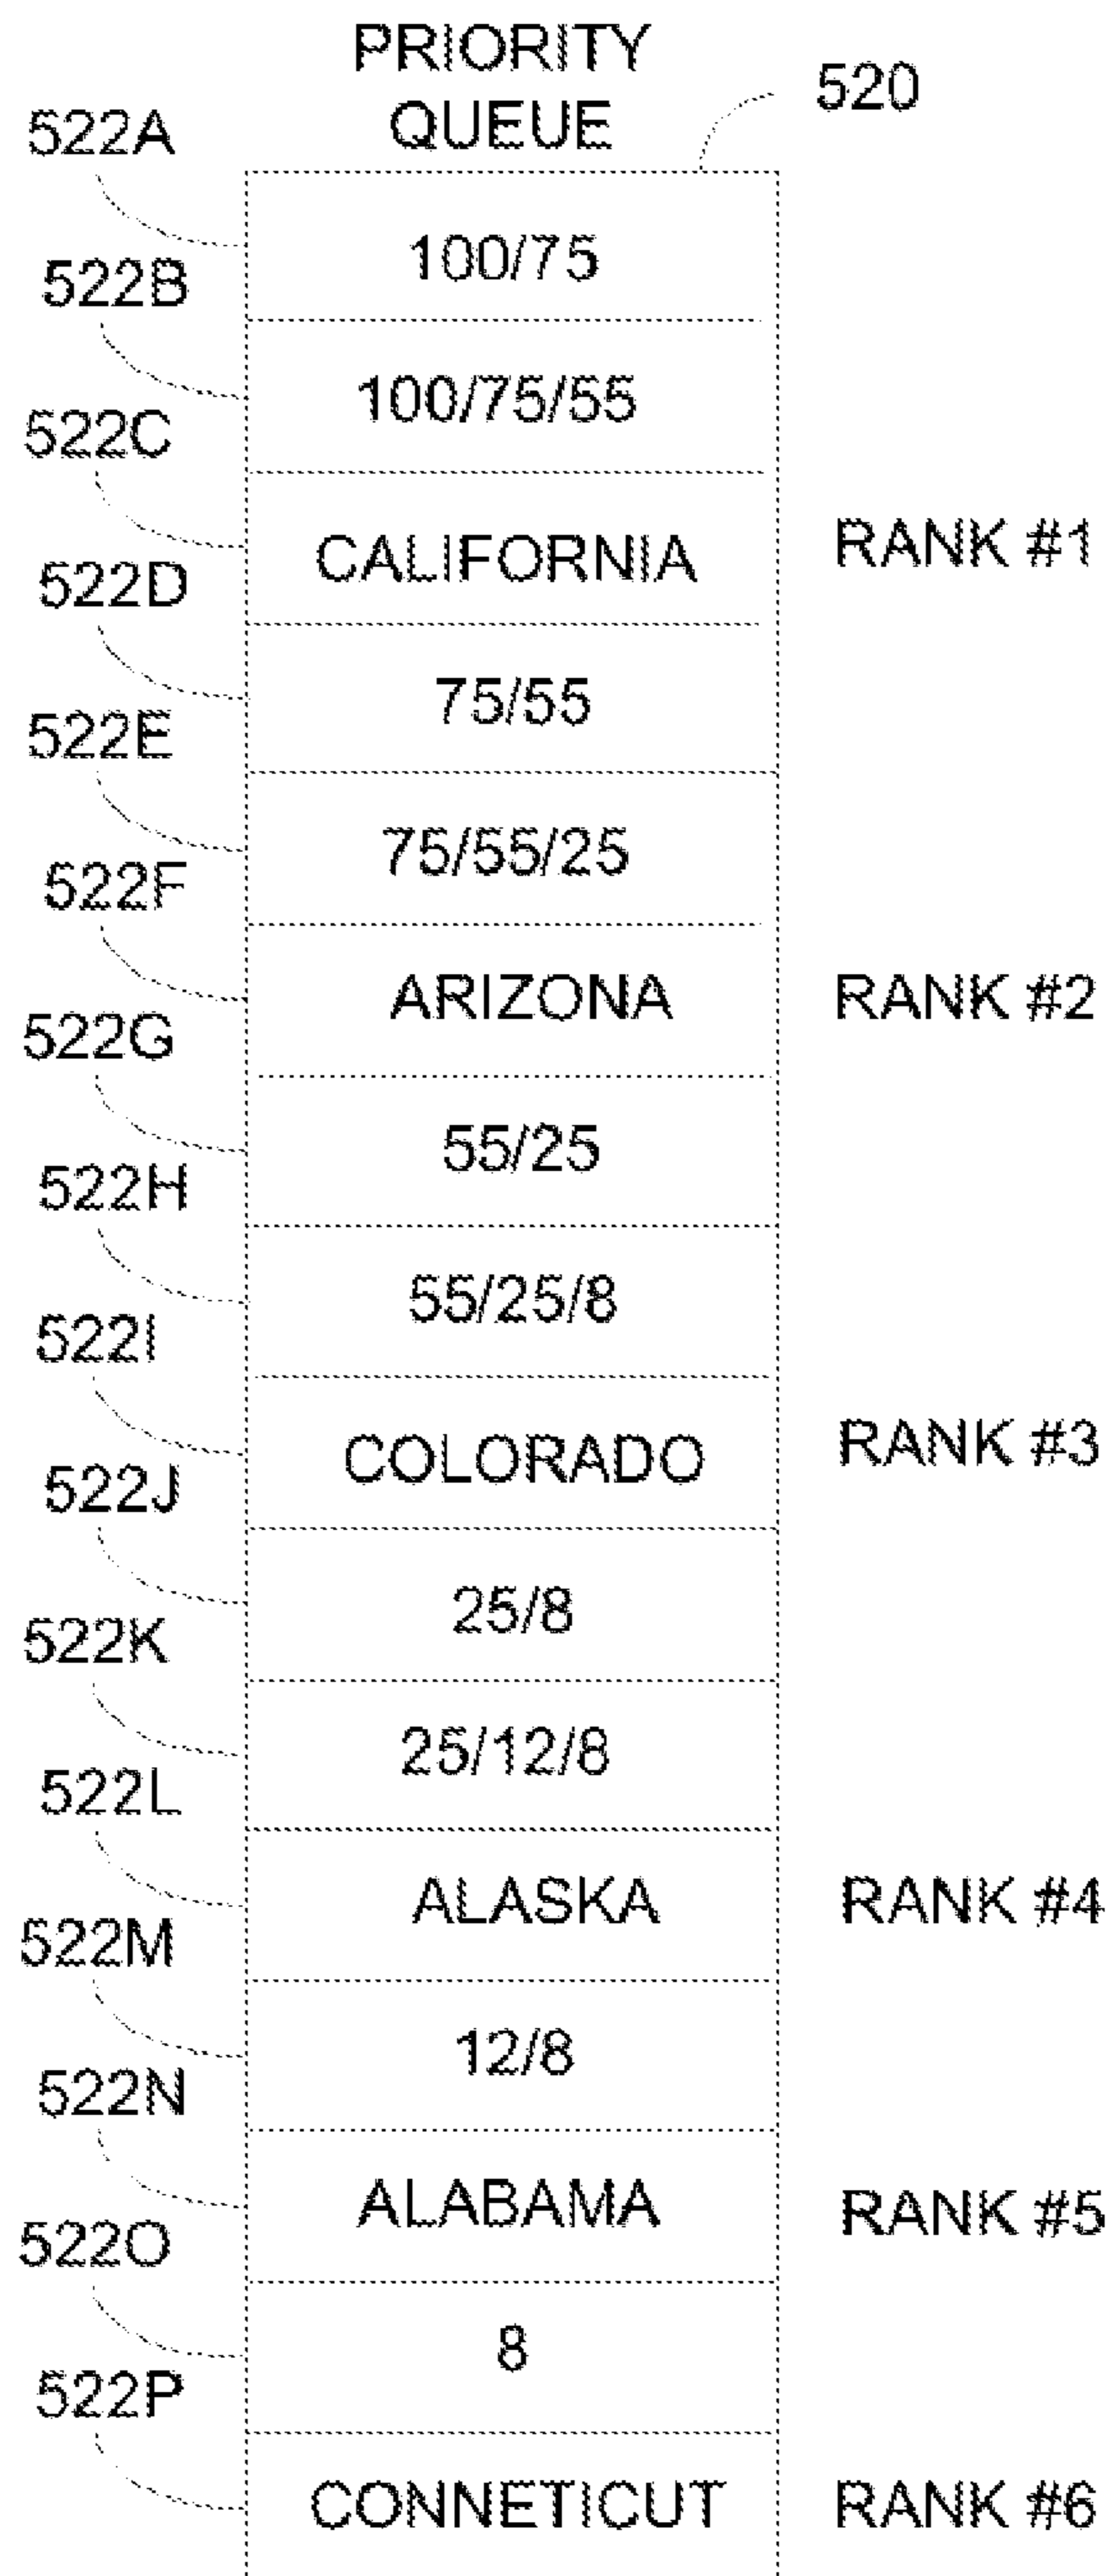 PRIORITY
QUEUE
520
522A
100/75
522B
100/75/55
522C
CALIFORNIA
RANK #1
522D
75/55
522E
75/55/25
522F
ARIZONA
RANK #2
522G
55/25
522H
55/25/8
522I
COLORADO
RANK #3
522J
25/8
522K
25/12/8
522L
ALASKA
RANK #4
522M
12/8
522N
ALABAMA
RANK #5
522O
8
522P
CONNETICUT
RANK #6